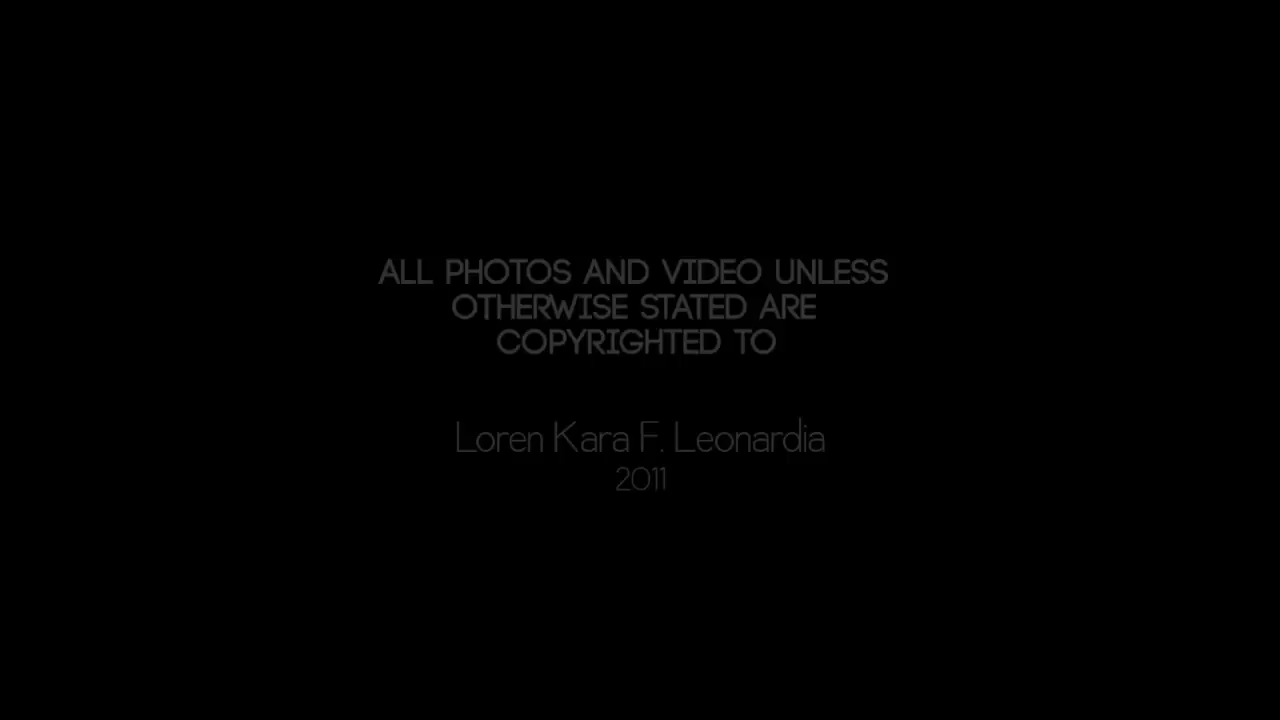 ALL PHOTOS AND VIDEO UNLESS
OTHERWISE STATED ARE
COPYRIGHTED TO
Loren Kara F. Leonardia
2011